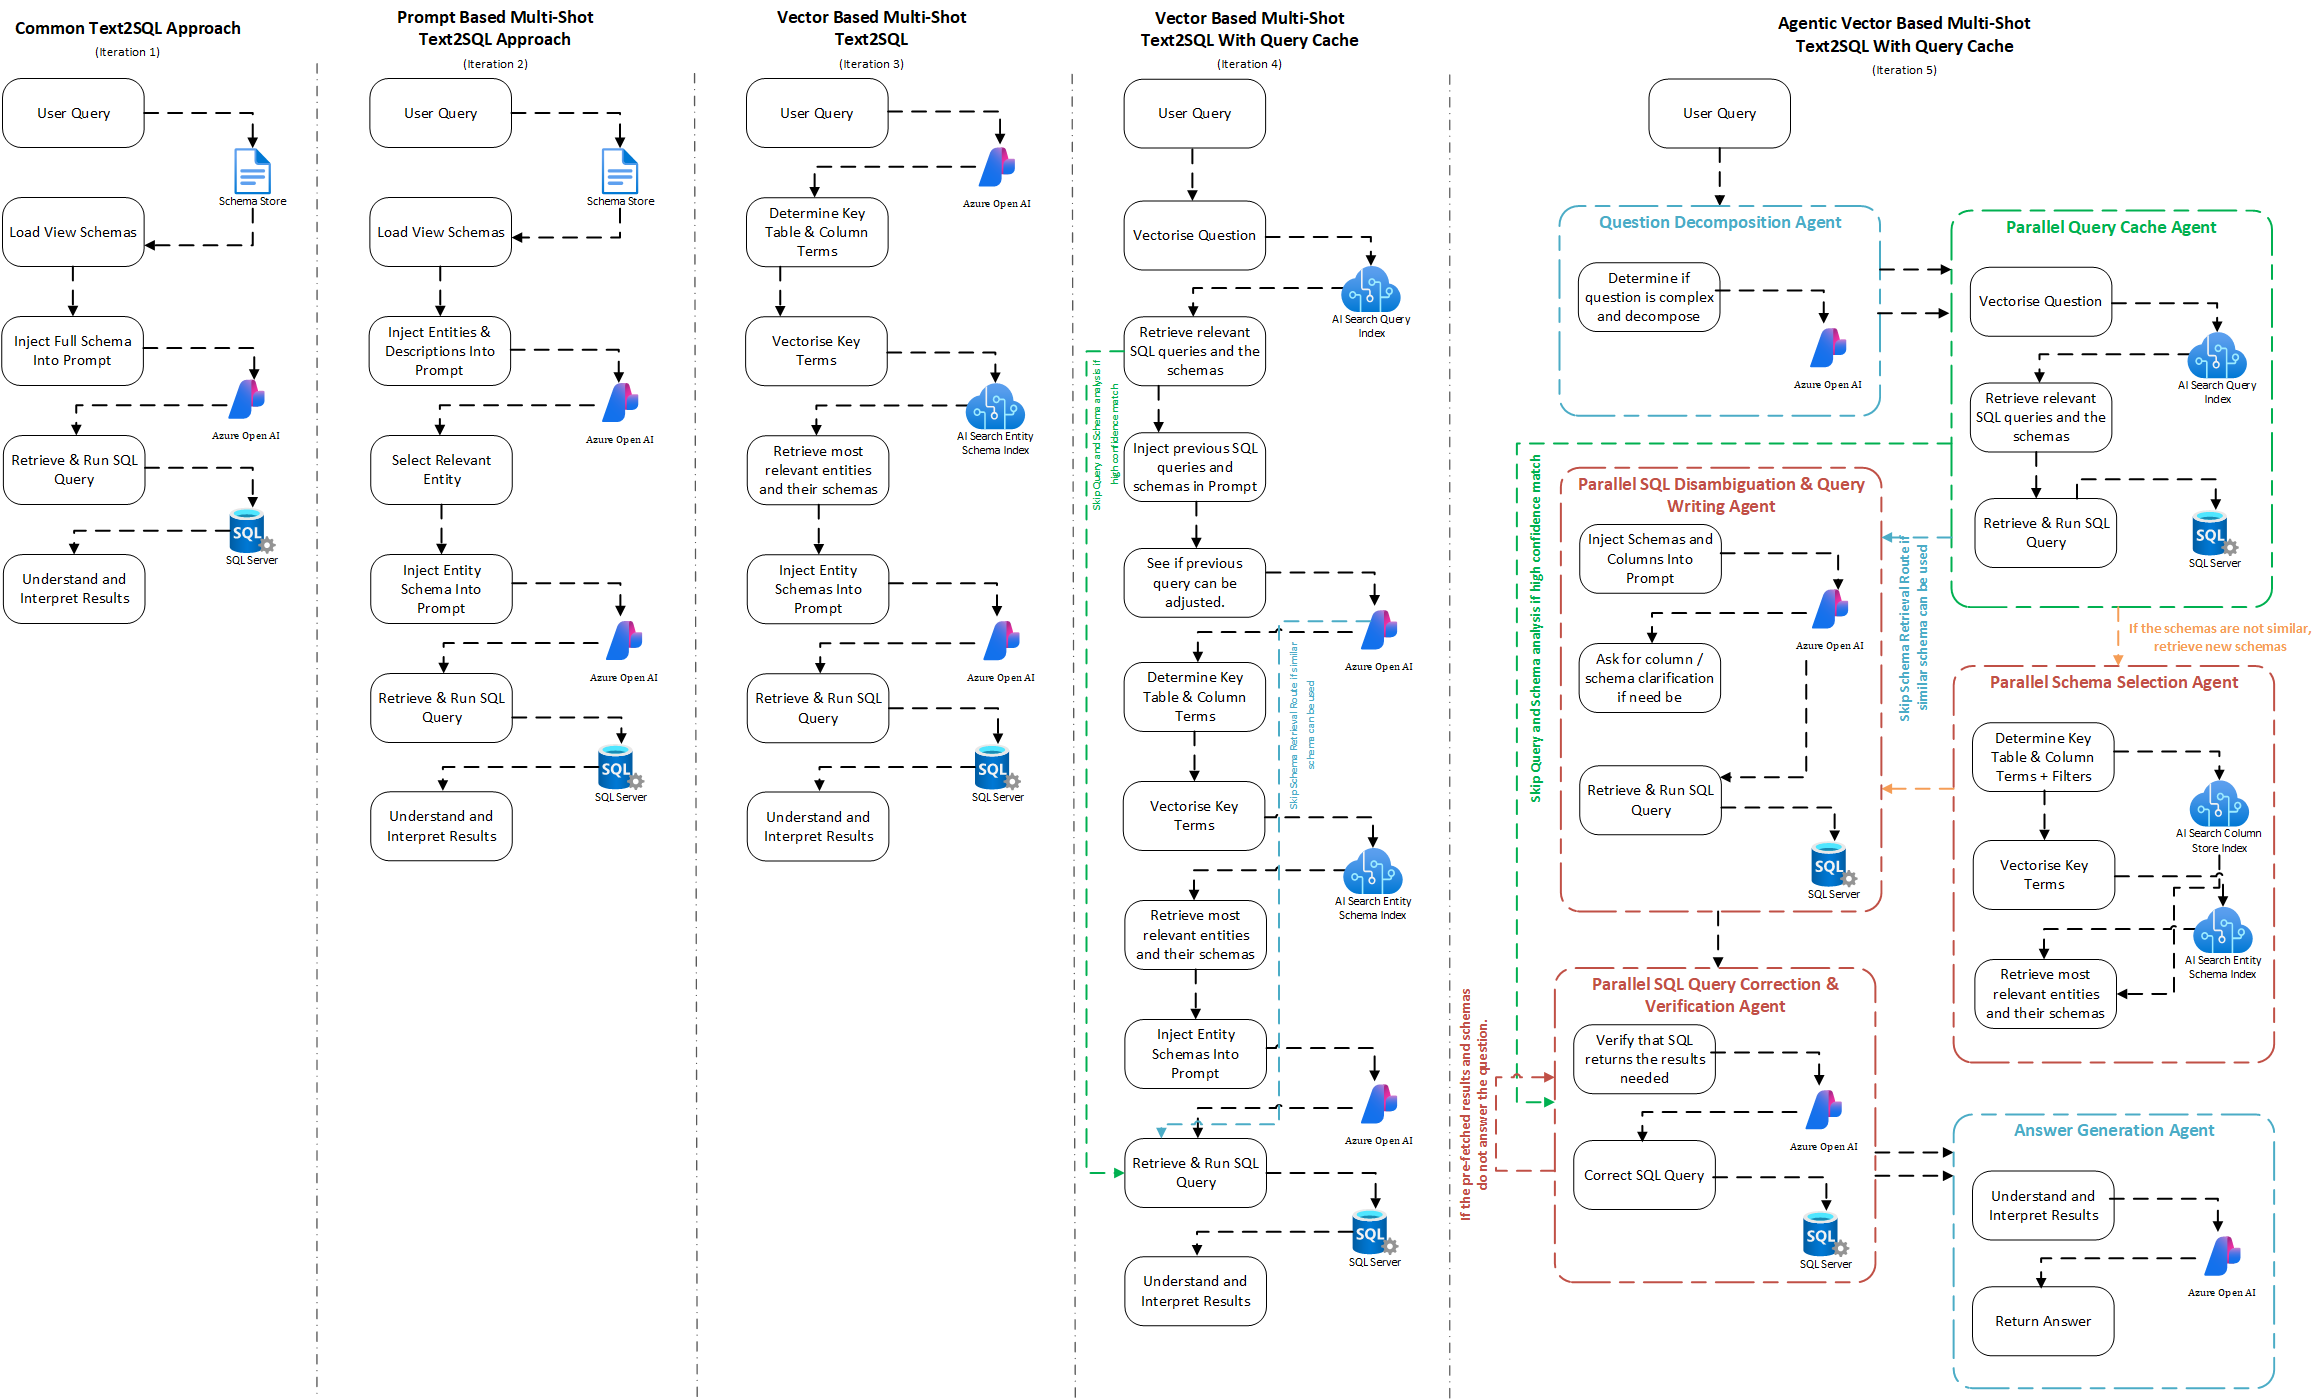 Common Text2SQL Approach
(Iteration 1)
User Query
Schema Store
Load View Schemas
Inject Full Schema
Into Prompt
Azure Open AI
Retrieve & Run SQL
Query
SQL
SQL Server
Understand and
Interpret Results
Prompt Based Multi-Shot
Text2SQL Approach
(Iteration 2)
User Query
Schema Store
Load View Schemas
Inject Entities &
Descriptions Into
Prompt
Azure Open AI
Select Relevant
Entity
Inject Entity
Schema Into
Prompt
Azure Open AI
Retrieve & Run SQL
Query
SQL
SQL Server
Understand and
Interpret Results
Vector Based Multi-Shot
Text2SQL
(Iteration 3)
User Query
Azure Open AI
Determine Key
Table & Column
Terms
Vectorise Key
Terms
AI Search Entity
Schema Index
Retrieve most
relevant entities
and their schemas
Inject Entity
Schemas Into
Prompt
Azure Open AI
Retrieve & Run SQL
Query
SQL
SQL Server
Understand and
Interpret Results
Vector Based Multi-Shot
Text2SQL With Query Cache
(Iteration 4)
User Query
Vectorise Question
AI Search Query
Index
Retrieve relevant
SQL queries and the
schemas
Skip Query and Schema analysis if
high confidence match
Inject previous SQL
queries and
schemas in Prompt
See if previous
query can be
adjusted.
Azure Open AI
Determine Key
Table & Column
Terms
Skip Schema Retrieval Route if similar
schema can be used
Vectorise Key
Terms
AI Search Entity
Schema Index
Retrieve most
relevant entities
and their schemas
Inject Entity
Schemas Into
Prompt
Azure Open AI
Retrieve & Run SQL
Query
SQL
SQL Server
Understand and
Interpret Results
Agentic Vector Based Multi-Shot
Text2SQL With Query Cache
(Iteration 5)
User Query
Question Decomposition Agent
Determine if
question is complex
and decompose
Azure Open AI
Parallel Query Cache Agent
Vectorise Question
AI Search Query
Index
Retrieve relevant
SQL queries and the
schemas
Retrieve & Run SQL
Query
SQL
SQL Server
Skip Query and Schema analysis if high confidence match
Parallel SQL Disambiguation & Query
Writing Agent
Inject Schemas and
Columns Into
Prompt
Azure Open AI
Ask for column /
schema clarification
if need be
Retrieve & Run SQL
Query
SQL
SQL Server
Skip Schema Retrieval Route if
similar schema can be used
If the schemas are not similar,
retrieve new schemas
Parallel Schema Selection Agent
Determine Key
Table & Column
Terms + Filters
AI Search Column
Store Index
Vectorise Key
Terms
AI Search Entity
Schema Index
Retrieve most
relevant entities
and their schemas
If the pre-fetched results and schemas
do not answer the question.
Parallel SQL Query Correction &
Verification Agent
Verify that SQL
returns the results
needed
Azure Open AI
Correct SQL Query
SQL
SQL Server
Answer Generation Agent
Understand and
Interpret Results
Azure Open AI
Return Answer